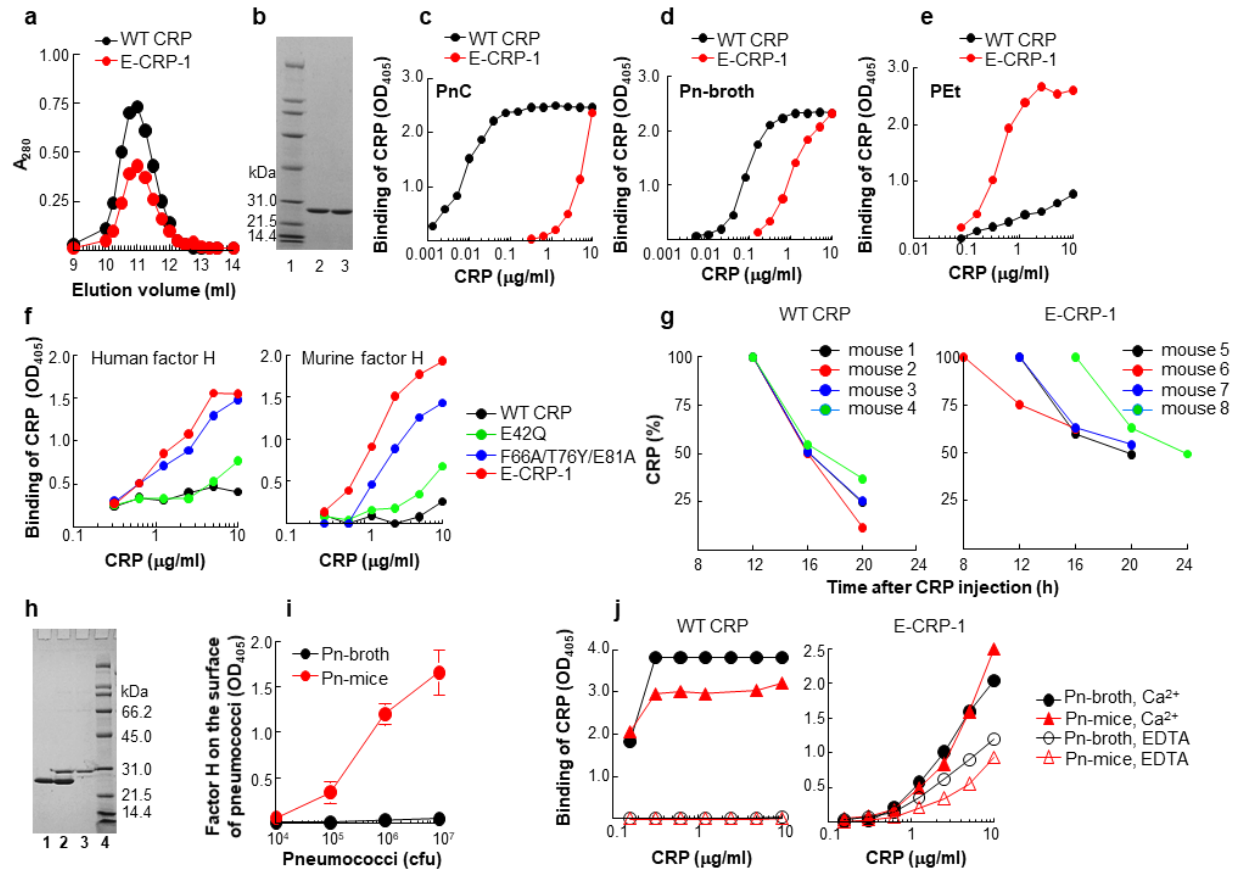 a
WT CRP
E-CRP-1
1.00
0.75
0.50
0.25
A280
9 10 11 12 13 14
Elution volume (ml)
b
kDa
31.0
21.5
14.4
1 2 3
c
WT CRP
E-CRP-1
PnC
3.0
2.0
1.0
Binding of CRP (OD405)
0.001 0.01 0.1 1 10
CRP (μg/ml)
d
WT CRP
E-CRP-1
Pn-broth
3.0
2.0
1.0
Binding of CRP (OD405)
0.001 0.01 0.1 1 10
CRP (μg/ml)
e
WT CRP
E-CRP-1
PEt
3.0
2.0
1.0
Binding of CRP (OD405)
0.01 0.1 1 10
CRP (μg/ml)
f
Human factor H
2.0
1.5
1.0
0.5
Binding of CRP (OD405)
0.1 1 10
CRP (μg/ml)
Murine factor H
2.0
1.5
1.0
0.5
0.1 1 10
CRP (μg/ml)
WT CRP
E42Q
F66A/T76Y/E81A
E-CRP-1
g
WT CRP
mouse 1
mouse 2
mouse 3
mouse 4
100
75
50
25
CRP (%)
8 12 16 20 24
E-CRP-1
mouse 5
mouse 6
mouse 7
mouse 8
100
75
50
25
8 12 16 20 24
Time after CRP injection (h)
h
kDa
66.2
45.0
31.0
21.5
14.4
1 2 3 4
i
Pn-broth
Pn-mice
2.0
1.5
1.0
0.5
Factor H on the surface
of pneumococci (OD405)
10⁴ 10⁵ 10⁶ 10⁷
Pneumococci (cfu)
j
WT CRP
4.0
3.0
2.0
1.0
Binding of CRP (OD405)
0.1 1 10
CRP (μg/ml)
E-CRP-1
2.5
2.0
1.5
1.0
0.5
0
0.1 1 10
CRP (μg/ml)
Pn-broth, Ca²⁺
Pn-mice, Ca²⁺
Pn-broth, EDTA
Pn-mice, EDTA